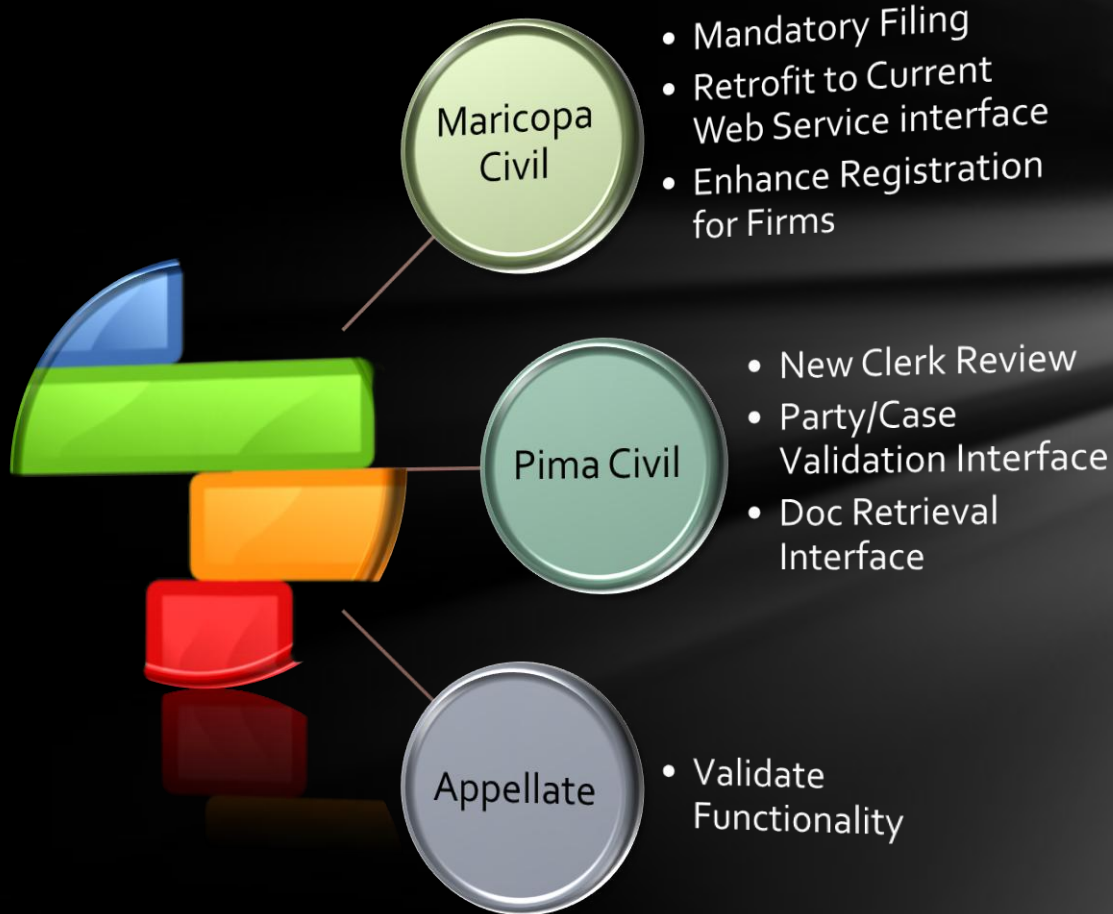 Maricopa
Civil
• Mandatory Filing
• Retrofit to Current
Web Service interface
• Enhance Registration
for Firms
Pima Civil
• New Clerk Review
• Party/Case
Validation Interface
• Doc Retrieval
Interface
Appellate
• Validate
Functionality